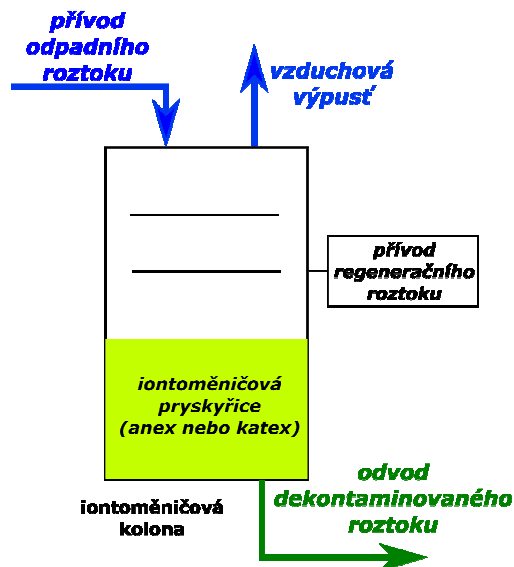 přívod
odpadního
roztoku
vzduchová
výpusť
přívod
regeneračního
roztoku
iontoměničová
pryskyřice
(anex nebo katex)
odvod
dekontaminovaného
roztoku
iontoměničová
kolona